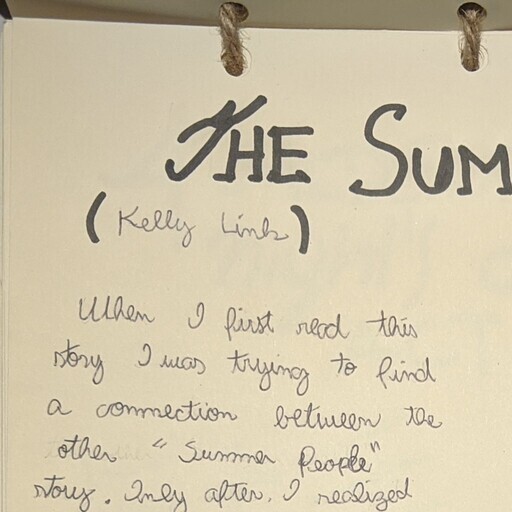 THE SUM
(Kelly Link)
When I first read this
story I was trying to find
a connection between the
other "Summer People"
story. Only after, I realized